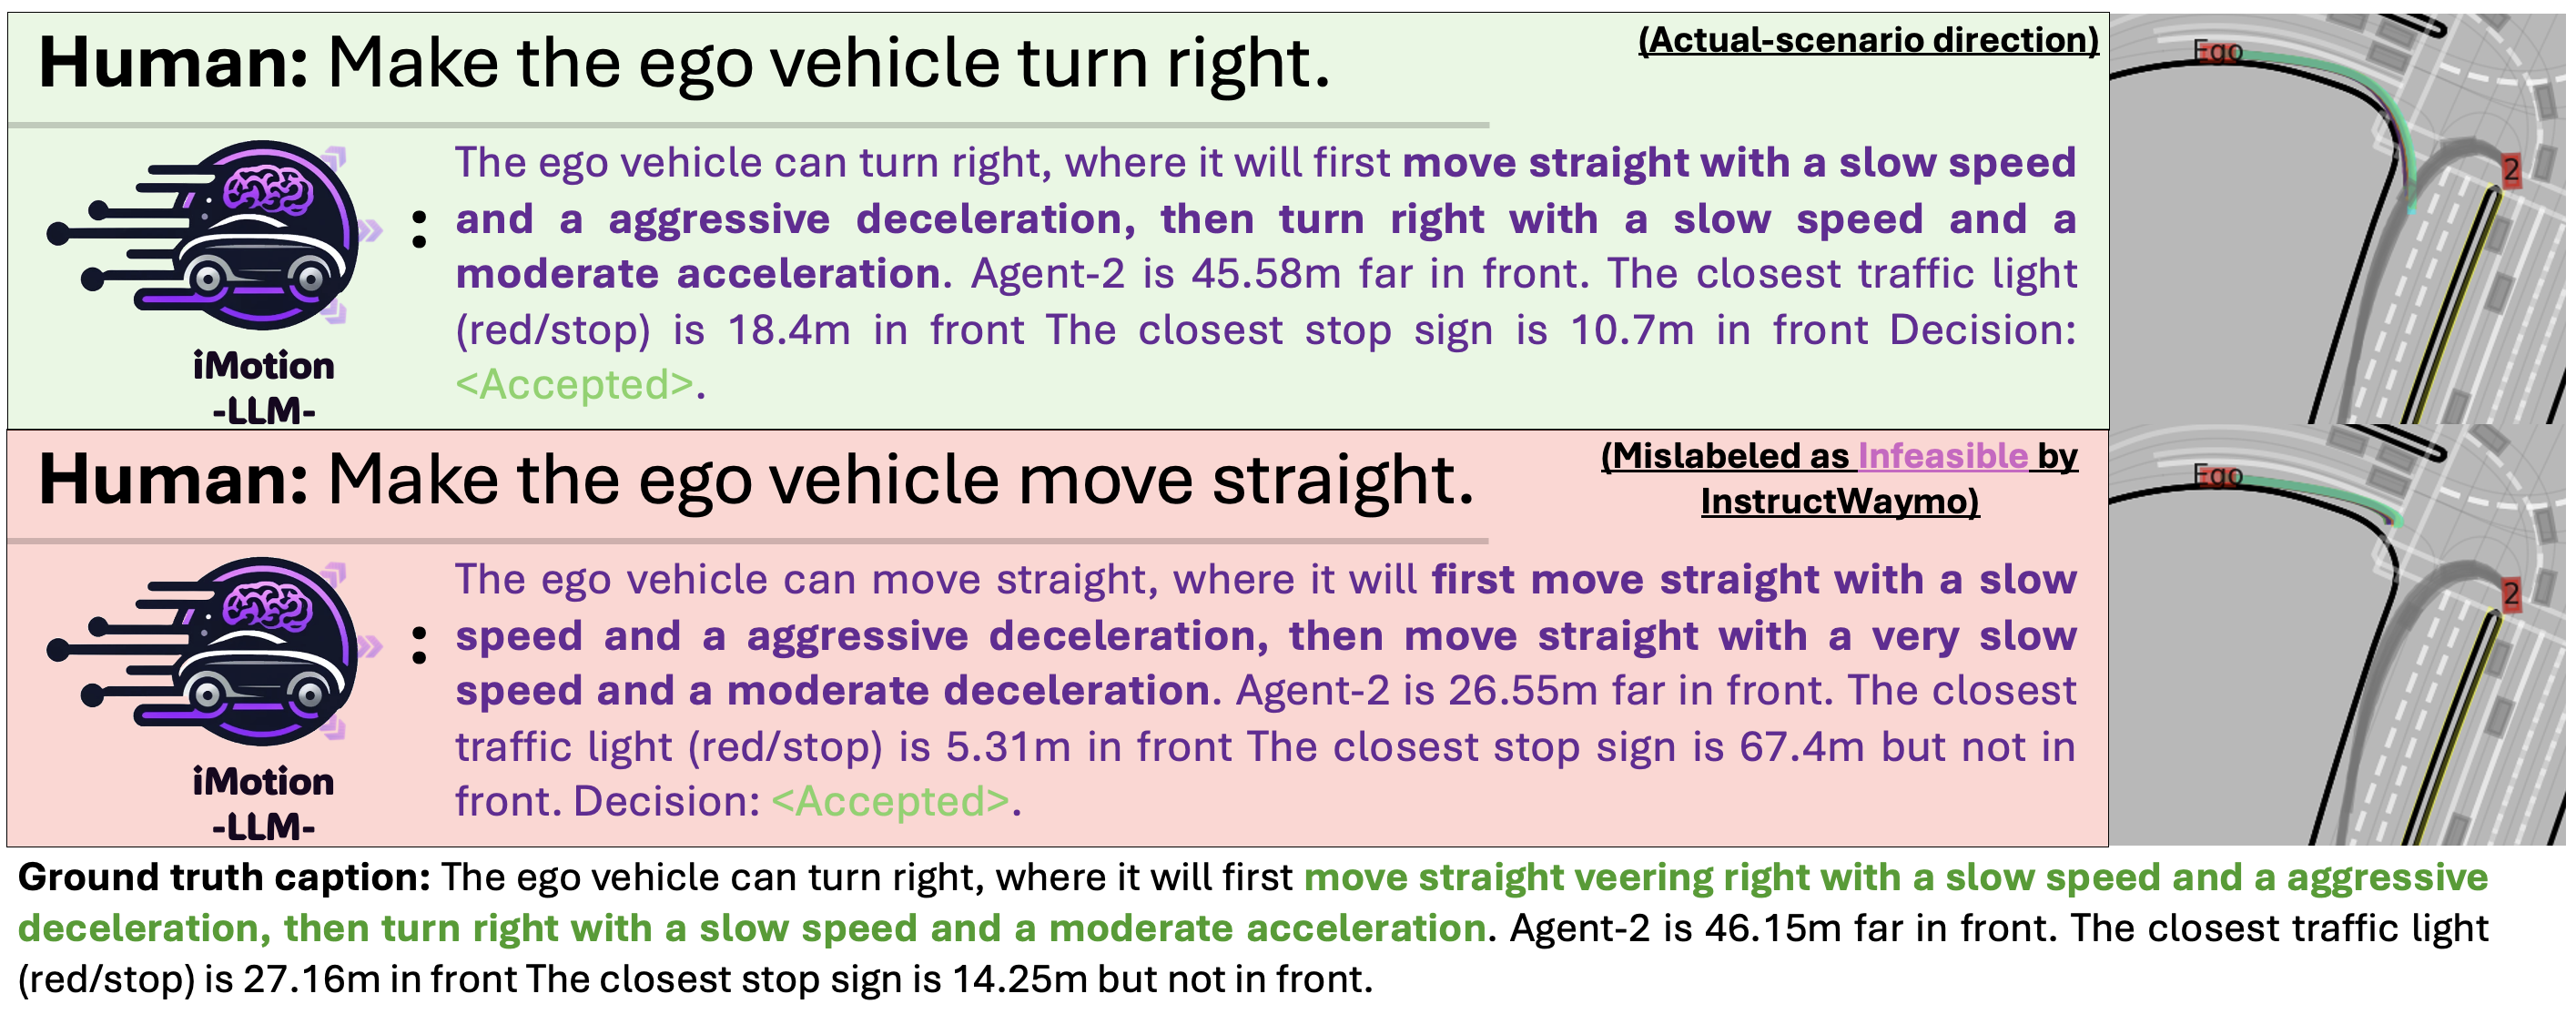 Human: Make the ego vehicle turn right.
(Actual-scenario direction)
The ego vehicle can turn right, where it will first move straight with a slow speed
and a aggressive deceleration, then turn right with a slow speed and a
moderate acceleration. Agent-2 is 45.58m far in front. The closest traffic light
(red/stop) is 18.4m in front The closest stop sign is 10.7m in front Decision:
<Accepted>.
:
iMotion
-LLM-
Ego
2
Human: Make the ego vehicle move straight.
(Mislabeled as Infeasible by
InstructWaymo)
The ego vehicle can move straight, where it will first move straight with a slow
speed and a aggressive deceleration, then move straight with a very slow
speed and a moderate deceleration. Agent-2 is 26.55m far in front. The closest
traffic light (red/stop) is 5.31m in front The closest stop sign is 67.4m but not in
front. Decision: <Accepted>.
:
iMotion
-LLM-
Ego
2
Ground truth caption: The ego vehicle can turn right, where it will first move straight veering right with a slow speed and a aggressive
deceleration, then turn right with a slow speed and a moderate acceleration. Agent-2 is 46.15m far in front. The closest traffic light
(red/stop) is 27.16m in front The closest stop sign is 14.25m but not in front.